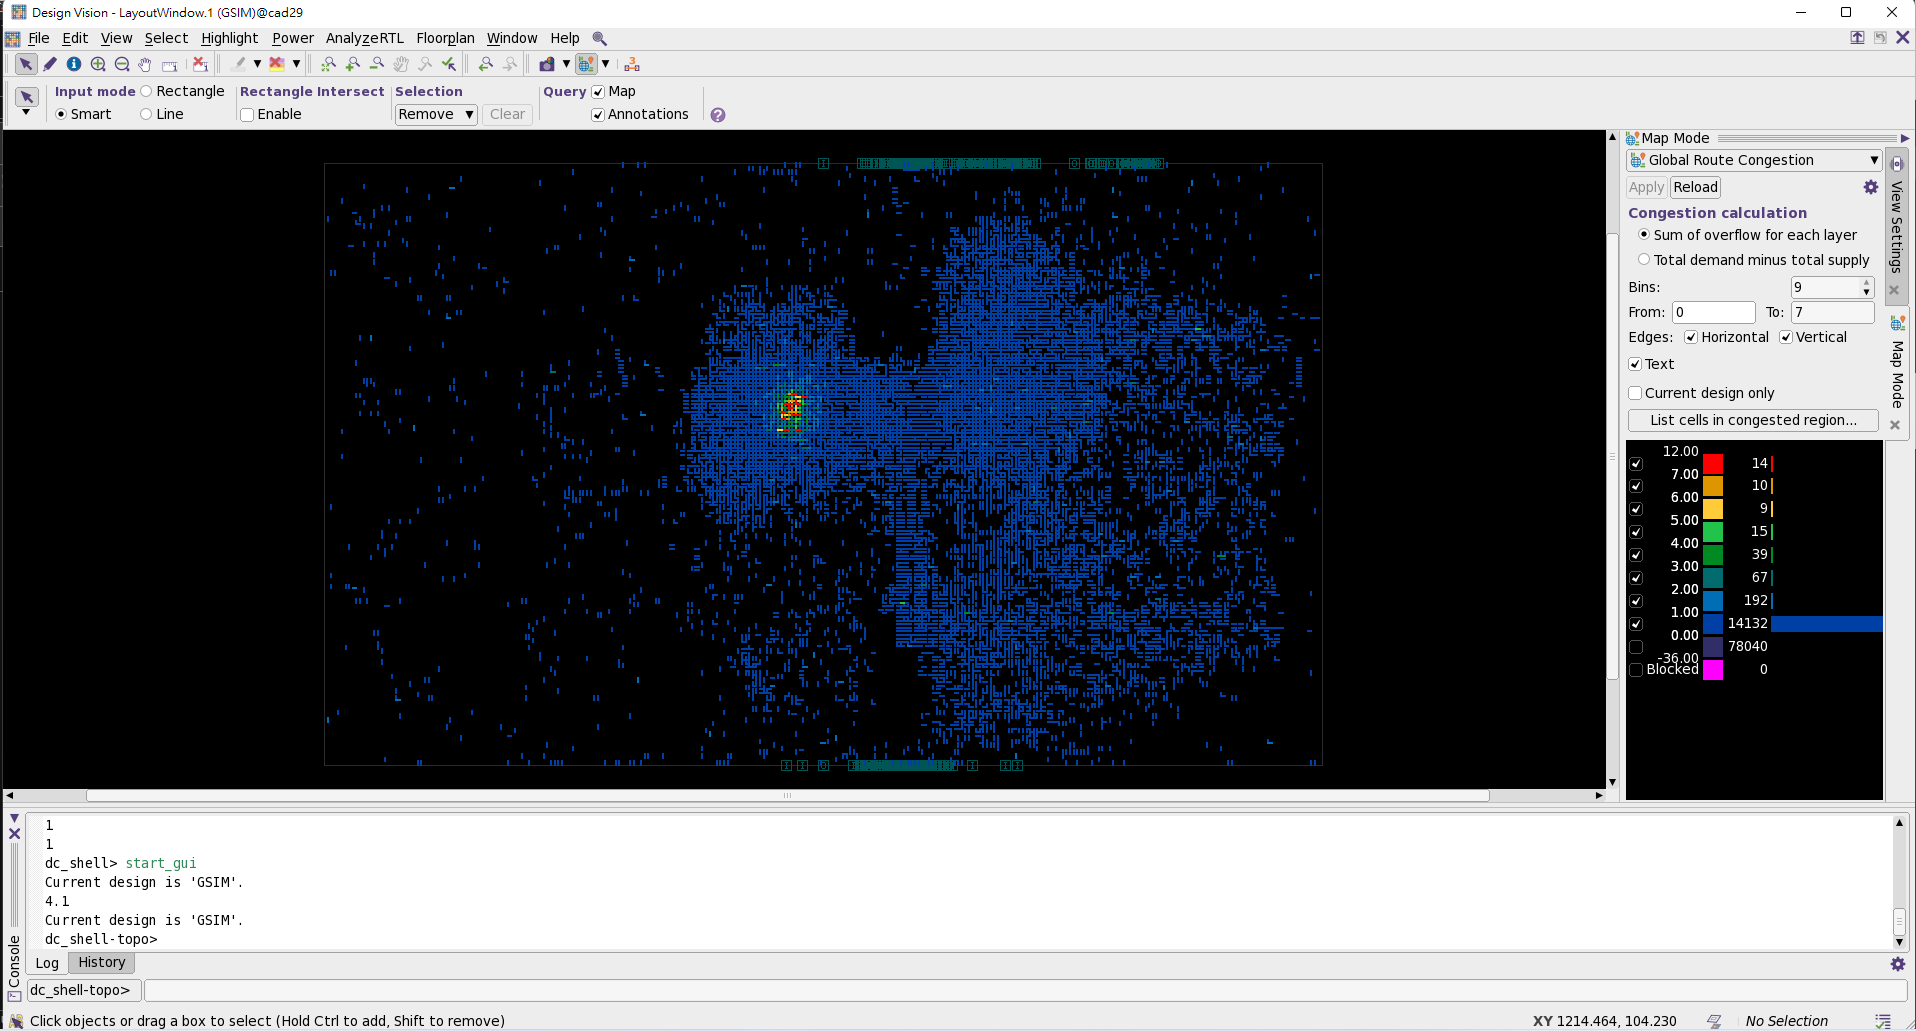 Design Vision - LayoutWindow.1 (GSIM)@cad29
File Edit View Select Highlight Power AnalyzeRTL Floorplan Window Help
Input mode Rectangle Rectangle Intersect Selection Query Map
Smart Line Enable Remove Clear Annotations
Map Mode
Global Route Congestion
Apply Reload
Congestion calculation
Sum of overflow for each layer
Total demand minus total supply
Bins: 9
From: 0 To: 7
Edges: Horizontal Vertical
Text
Current design only
List cells in congested region...
12.00
14
7.00
10
6.00
9
5.00
15
4.00
39
3.00
67
2.00
192
1.00
14132
0.00
78040
-36.00
Blocked 0
View Settings
Map Mode
1
1
dc_shell> start_gui
Current design is 'GSIM'.
4.1
Current design is 'GSIM'.
dc_shell-topo>
Console
Log History
dc_shell-topo>
Click objects or drag a box to select (Hold Ctrl to add, Shift to remove) XY 1214.464, 104.230 No Selection